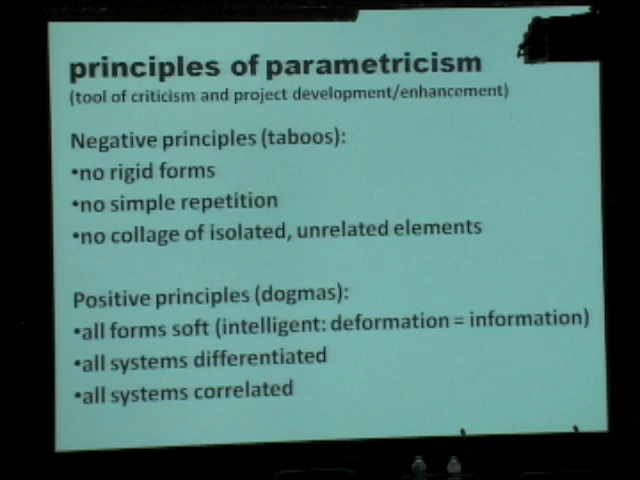 principles of parametricism
(tool of criticism and project development/enhancement)
Negative principles (taboos):
•no rigid forms
•no simple repetition
•no collage of isolated, unrelated elements
Positive principles (dogmas):
•all forms soft (intelligent: deformation = information)
•all systems differentiated
•all systems correlated